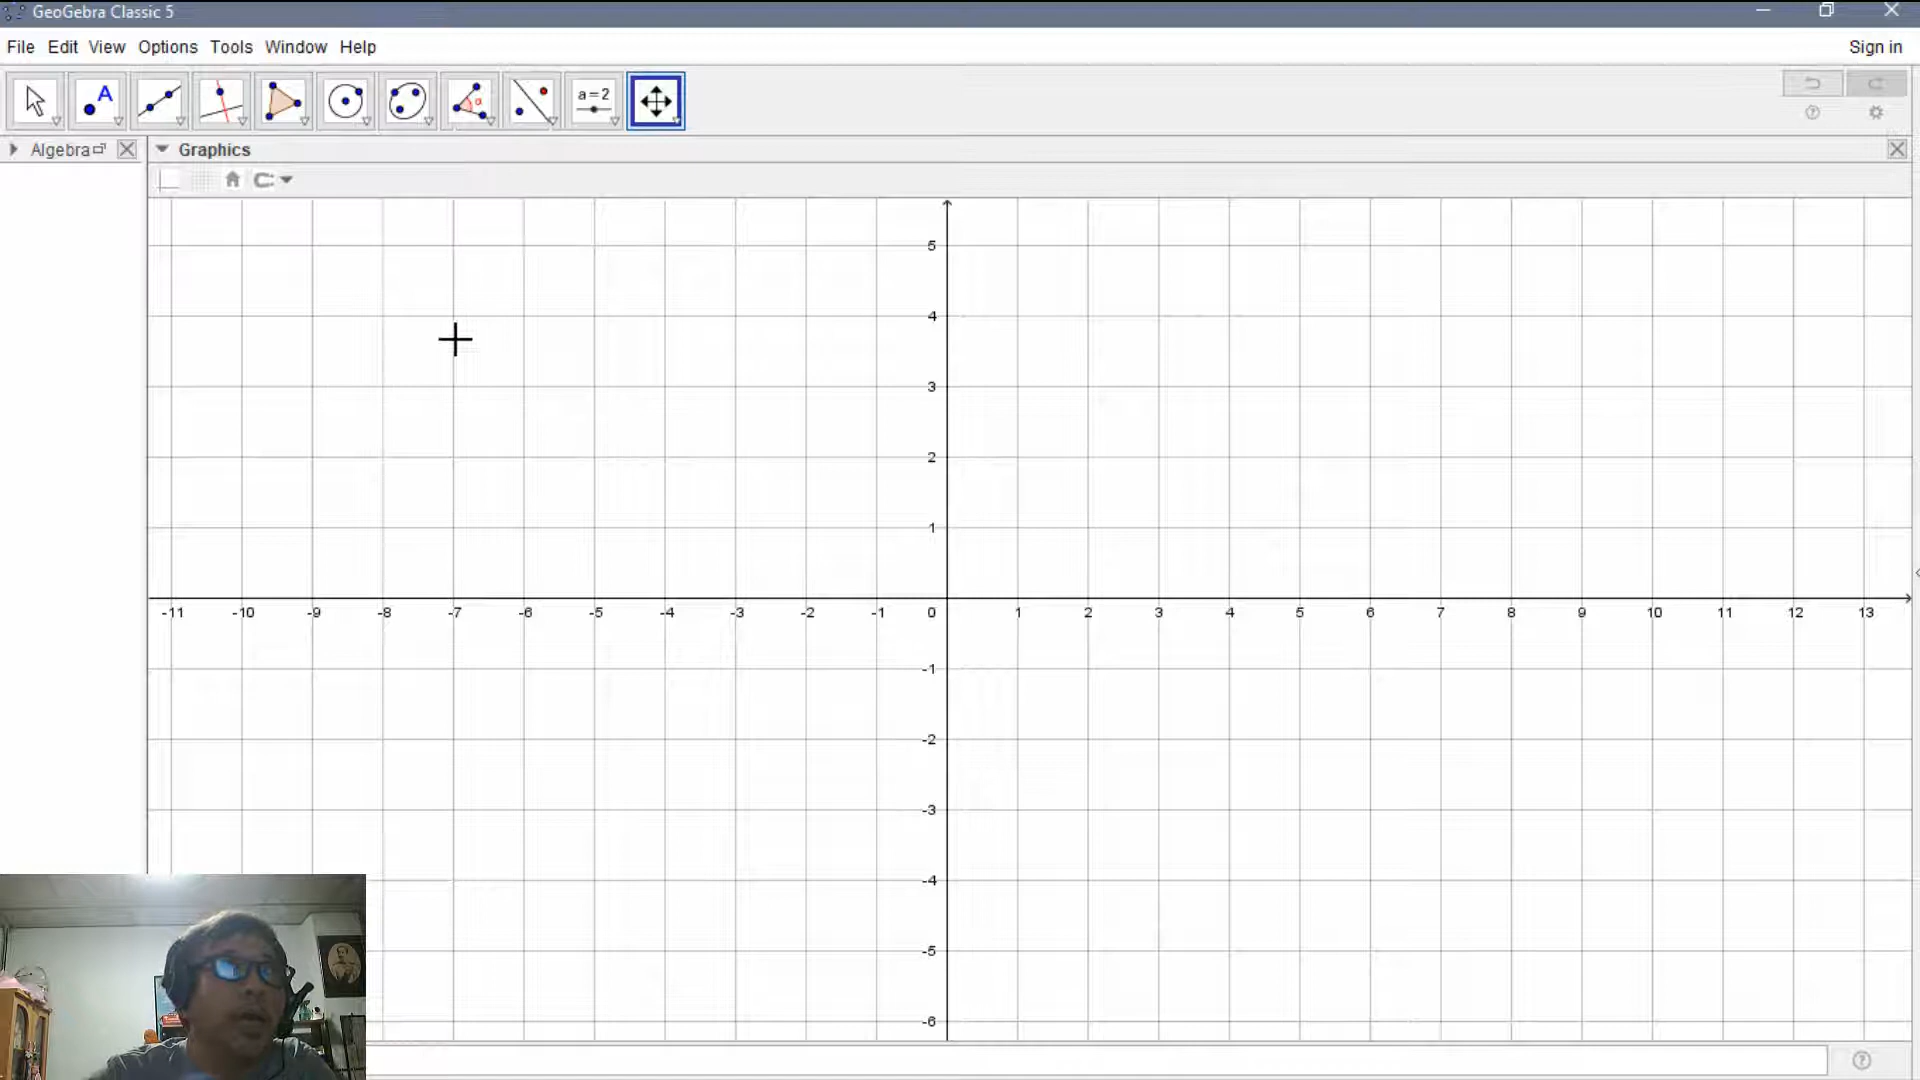 GeoGebra Classic 5
File Edit View Options Tools Window Help Sign in
A α a=2
Algebra Graphics
5
4
3
2
1
-11 -10 -9 -8 -7 -6 -5 -4 -3 -2 -1 0 1 2 3 4 5 6 7 8 9 10 11 12 13
-1
-2
-3
-4
-5
-6